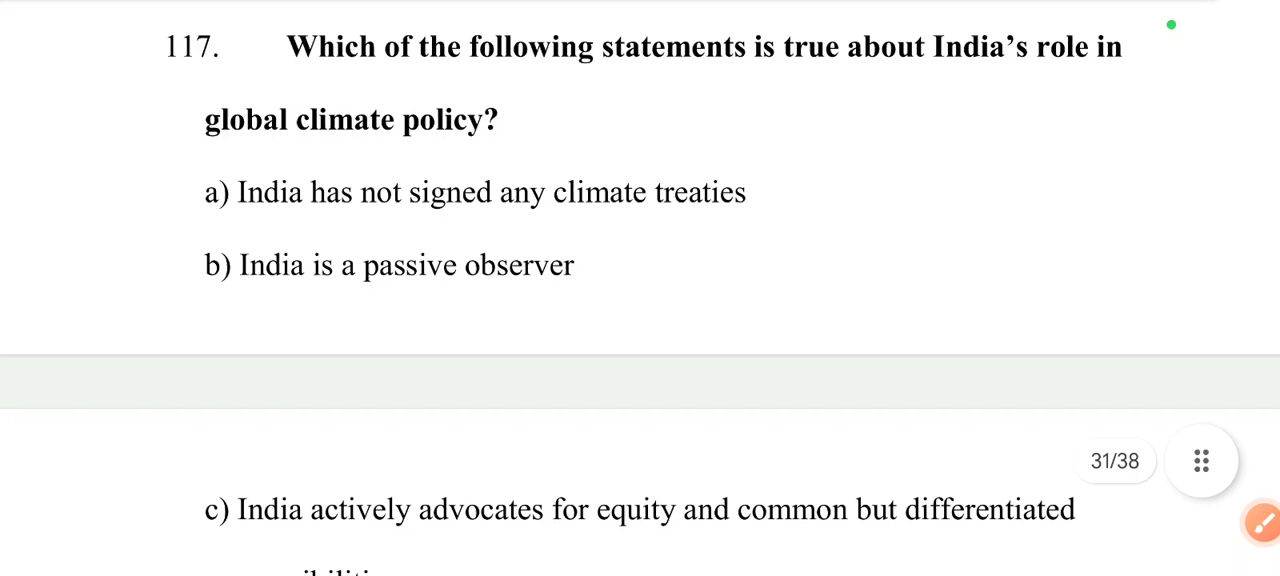 117. Which of the following statements is true about India’s role in
global climate policy?
a) India has not signed any climate treaties
b) India is a passive observer
31/38
c) India actively advocates for equity and common but differentiated